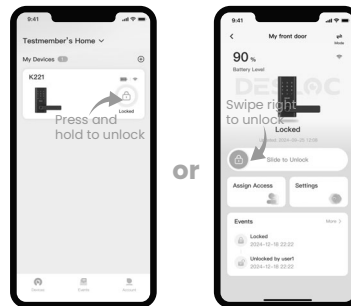 9:41
Testmember's Home
My Devices
K221
Locked
Press and
hold to unlock
Devices
Events
Account
or
9:41
My front door
Mode
90 %
Battery Level
DESLOC
Swipe right
to unlock
Locked
Slide to Unlock
Assign Access
Settings
Events
More >
Locked
2024-12-16 22:22
Unlocked by user1
2024-12-16 22:22